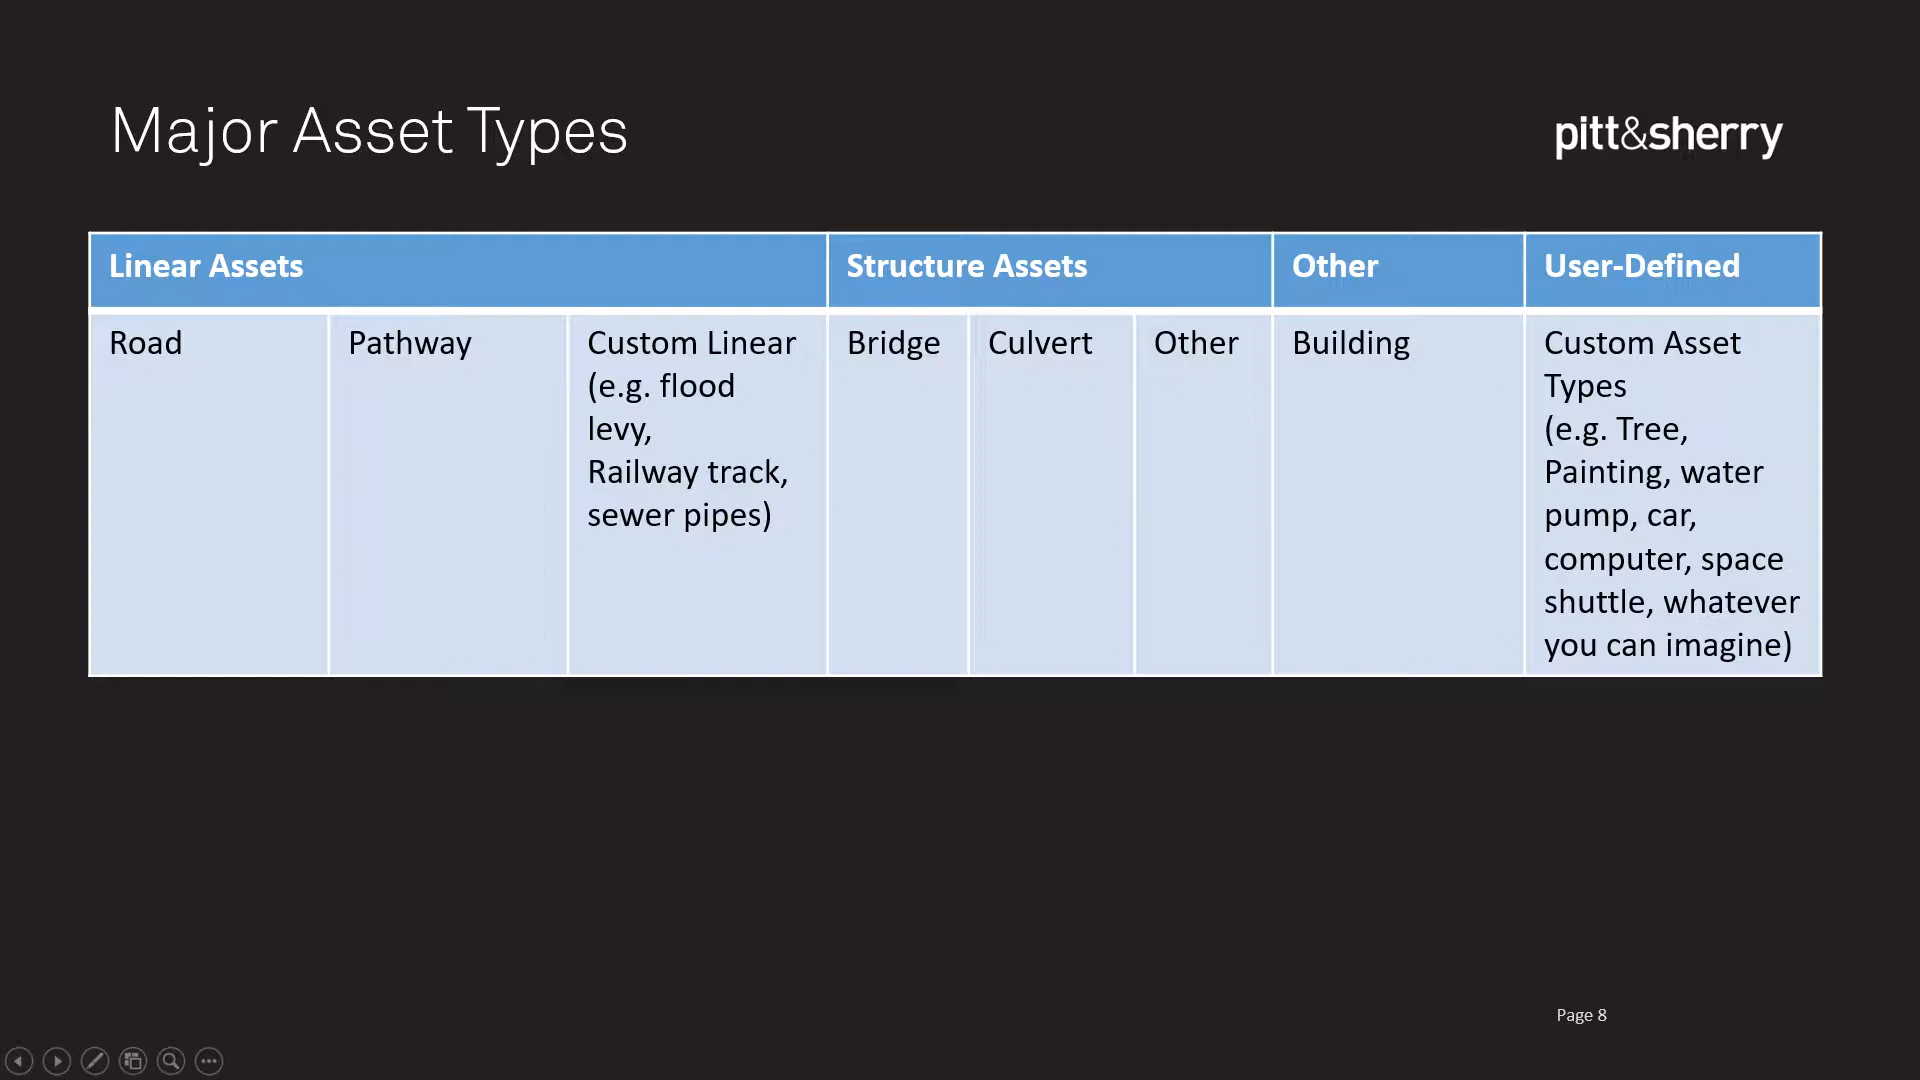 Major Asset Types
pitt&sherry
Linear Assets
Structure Assets
Other
User-Defined
Road
Pathway
Custom Linear
(e.g. flood
levy,
Railway track,
sewer pipes)
Bridge
Culvert
Other
Building
Custom Asset
Types
(e.g. Tree,
Painting, water
pump, car,
computer, space
shuttle, whatever
you can imagine)
Page 8